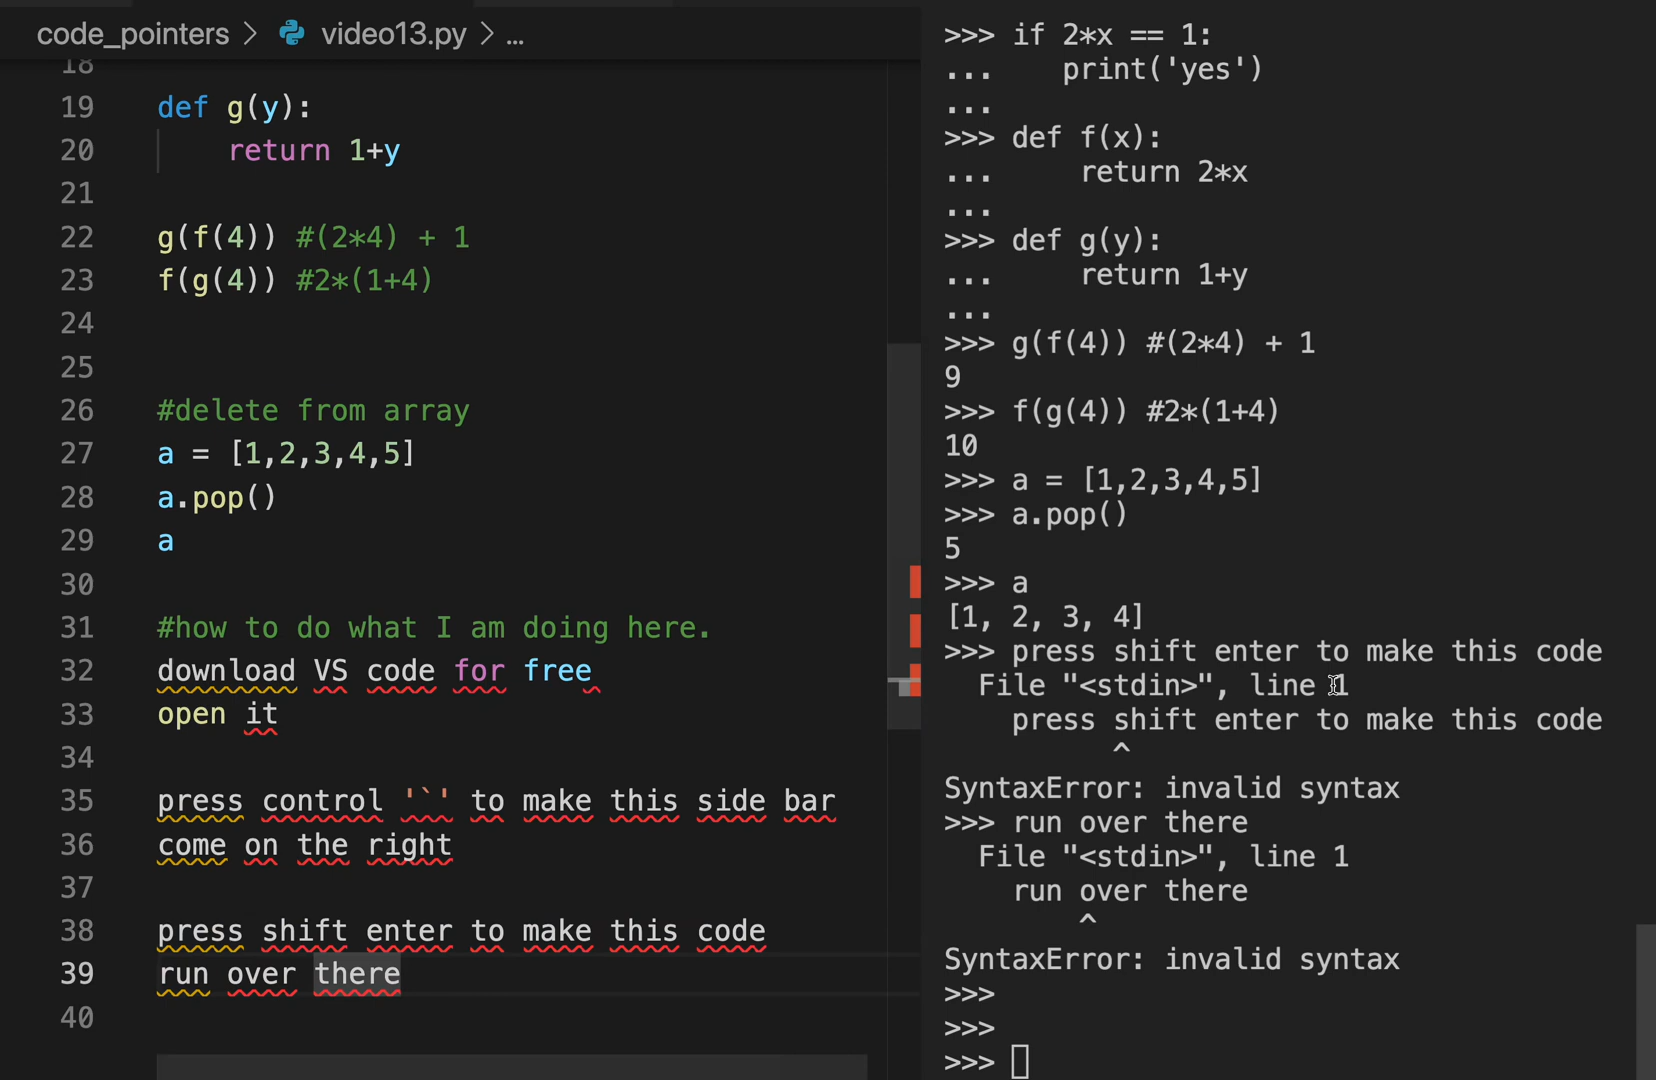 code_pointers > video13.py > ...
18
19 def g(y):
20 return 1+y
21
22 g(f(4)) #(2*4) + 1
23 f(g(4)) #2*(1+4)
24
25
26 #delete from array
27 a = [1,2,3,4,5]
28 a.pop()
29 a
30
31 #how to do what I am doing here.
32 download VS code for free
33 open it
34
35 press control '`' to make this side bar
36 come on the right
37
38 press shift enter to make this code
39 run over there
40
>>> if 2*x == 1:
... print('yes')
...
>>> def f(x):
... return 2*x
...
>>> def g(y):
... return 1+y
...
>>> g(f(4)) #(2*4) + 1
9
>>> f(g(4)) #2*(1+4)
10
>>> a = [1,2,3,4,5]
>>> a.pop()
5
>>> a
[1, 2, 3, 4]
>>> press shift enter to make this code
File "<stdin>", line 1
press shift enter to make this code
^
SyntaxError: invalid syntax
>>> run over there
File "<stdin>", line 1
run over there
^
SyntaxError: invalid syntax
>>>
>>>
>>>